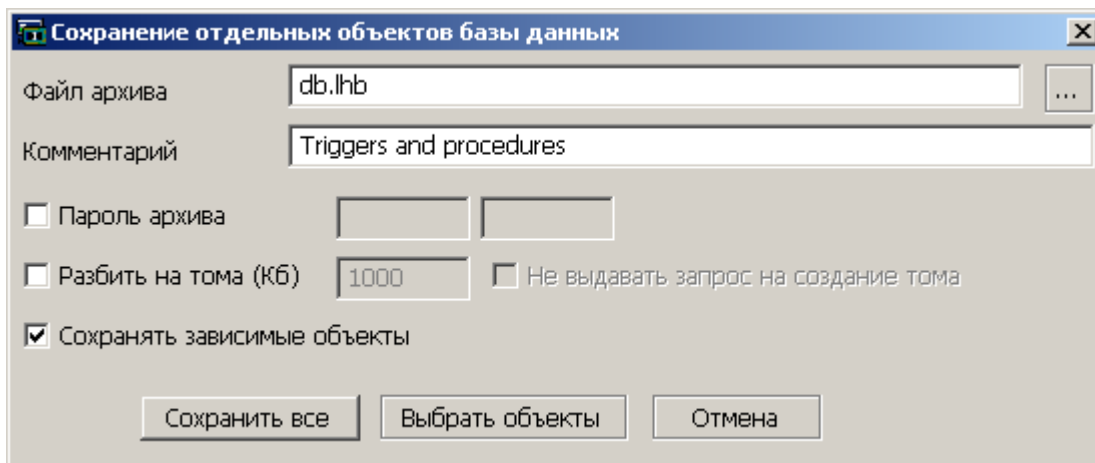 Сохранение отдельных объектов базы данных
Файл архива db.lhb ...
Комментарий Triggers and procedures
Пароль архива
Разбить на тома (Кб) 1000 Не выдавать запрос на создание тома
Сохранять зависимые объекты
Сохранить все Выбрать объекты Отмена